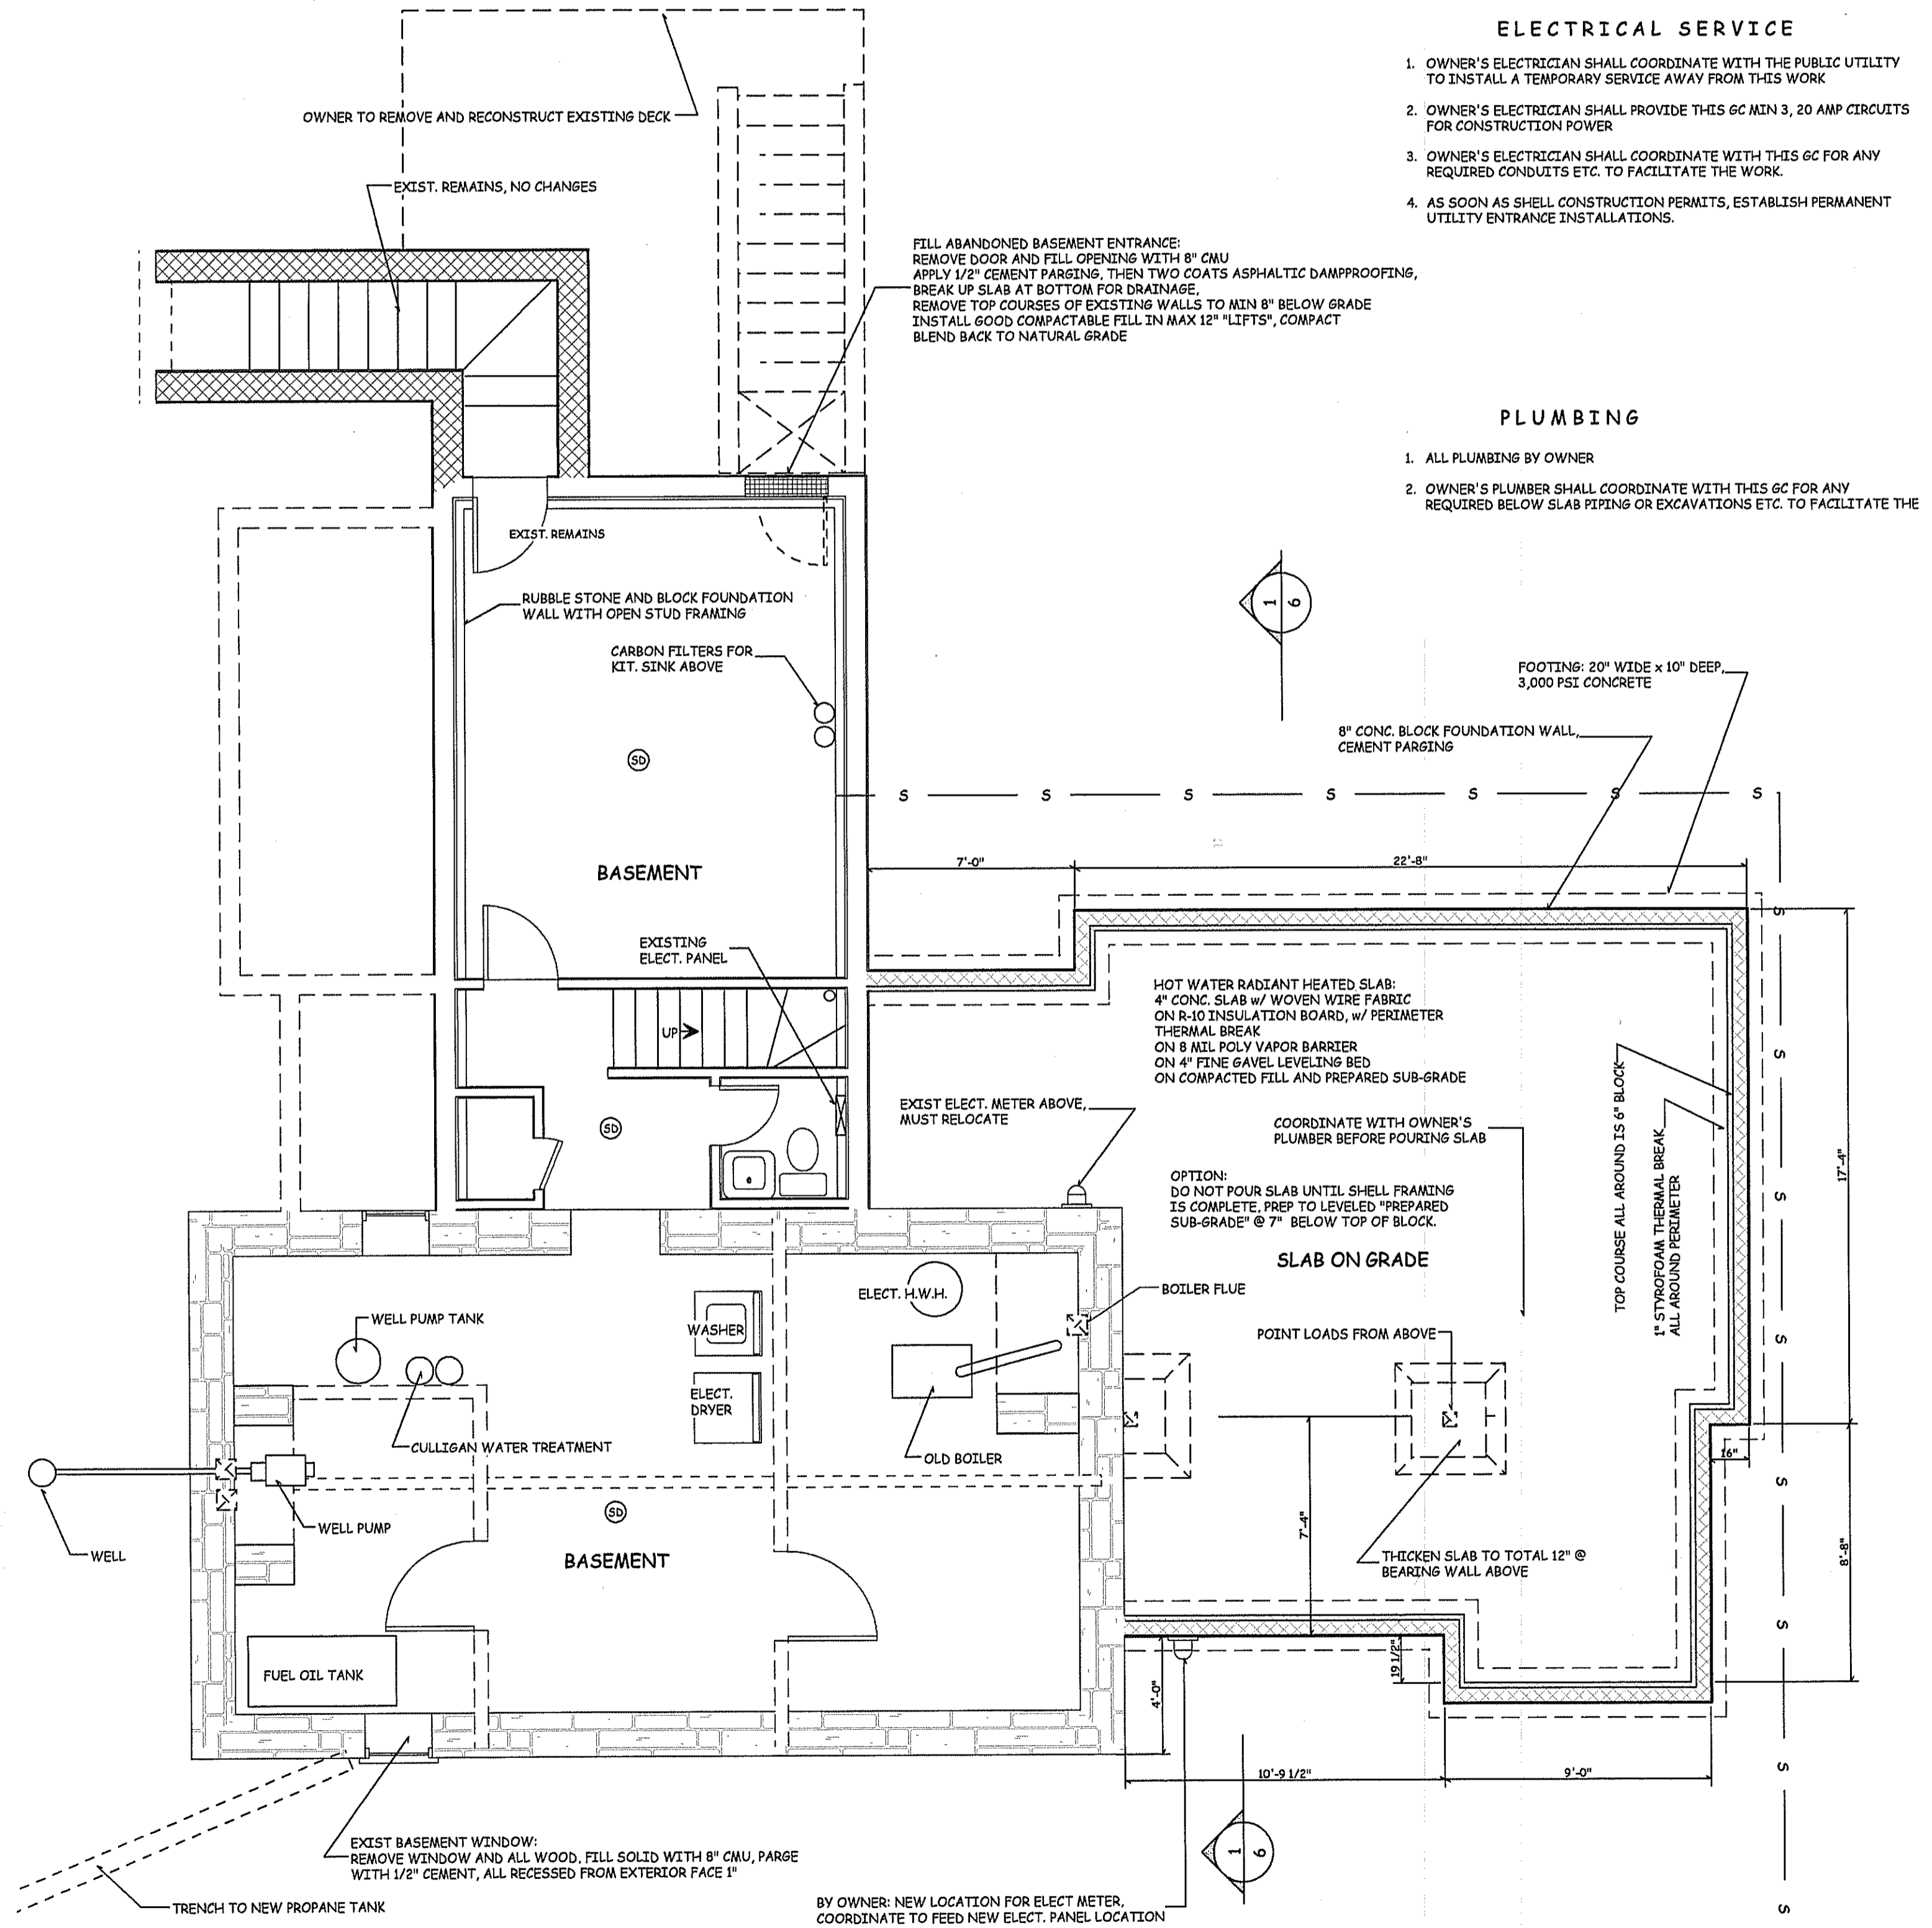 ELECTRICAL SERVICE
1. OWNER'S ELECTRICIAN SHALL COORDINATE WITH THE PUBLIC UTILITY
TO INSTALL A TEMPORARY SERVICE AWAY FROM THIS WORK
2. OWNER'S ELECTRICIAN SHALL PROVIDE THIS GC MIN 3, 20 AMP CIRCUITS
FOR CONSTRUCTION POWER
3. OWNER'S ELECTRICIAN SHALL COORDINATE WITH THIS GC FOR ANY
REQUIRED CONDUITS ETC. TO FACILITATE THE WORK.
4. AS SOON AS SHELL CONSTRUCTION PERMITS, ESTABLISH PERMANENT
UTILITY ENTRANCE INSTALLATIONS.
OWNER TO REMOVE AND RECONSTRUCT EXISTING DECK
EXIST. REMAINS, NO CHANGES
FILL ABANDONED BASEMENT ENTRANCE:
REMOVE DOOR AND FILL OPENING WITH 8" CMU
APPLY 1/2" CEMENT PARGING, THEN TWO COATS ASPHALTIC DAMPPROOFING,
BREAK UP SLAB AT BOTTOM FOR DRAINAGE,
REMOVE TOP COURSES OF EXISTING WALLS TO MIN 8" BELOW GRADE
INSTALL GOOD COMPACTABLE FILL IN MAX 12" "LIFTS", COMPACT
BLEND BACK TO NATURAL GRADE
PLUMBING
1. ALL PLUMBING BY OWNER
2. OWNER'S PLUMBER SHALL COORDINATE WITH THIS GC FOR ANY
REQUIRED BELOW SLAB PIPING OR EXCAVATIONS ETC. TO FACILITATE THE
EXIST. REMAINS
RUBBLE STONE AND BLOCK FOUNDATION
WALL WITH OPEN STUD FRAMING
1
6
CARBON FILTERS FOR
KIT. SINK ABOVE
FOOTING: 20" WIDE x 10" DEEP,
3,000 PSI CONCRETE
8" CONC. BLOCK FOUNDATION WALL,
CEMENT PARGING
SD
S S S S S S S
BASEMENT
7'-0"
22'-8"
EXISTING
ELECT. PANEL
S
HOT WATER RADIANT HEATED SLAB:
4" CONC. SLAB w/ WOVEN WIRE FABRIC
ON R-10 INSULATION BOARD, w/ PERIMETER
THERMAL BREAK
ON 8 MIL POLY VAPOR BARRIER
ON 4" FINE GAVEL LEVELING BED
ON COMPACTED FILL AND PREPARED SUB-GRADE
UP
S
SD
EXIST ELECT. METER ABOVE,
MUST RELOCATE
COORDINATE WITH OWNER'S
PLUMBER BEFORE POURING SLAB
TOP COURSE ALL AROUND IS 6" BLOCK
1" STYROFOAM THERMAL BREAK
ALL AROUND PERIMETER
17'-4"
OPTION:
DO NOT POUR SLAB UNTIL SHELL FRAMING
IS COMPLETE, PREP TO LEVELED "PREPARED
SUB-GRADE" @ 7" BELOW TOP OF BLOCK.
S
SLAB ON GRADE
ELECT. H.W.H.
BOILER FLUE
WELL PUMP TANK
WASHER
POINT LOADS FROM ABOVE
S
ELECT.
DRYER
CULLIGAN WATER TREATMENT
OLD BOILER
16"
S
WELL PUMP
SD
7'-4"
WELL
BASEMENT
THICKEN SLAB TO TOTAL 12" @
BEARING WALL ABOVE
8'-8"
S
FUEL OIL TANK
19 1/2"
4'-0"
10'-9 1/2"
9'-0"
S
EXIST BASEMENT WINDOW:
REMOVE WINDOW AND ALL WOOD, FILL SOLID WITH 8" CMU, PARGE
WITH 1/2" CEMENT, ALL RECESSED FROM EXTERIOR FACE 1"
1
6
TRENCH TO NEW PROPANE TANK
BY OWNER: NEW LOCATION FOR ELECT METER,
COORDINATE TO FEED NEW ELECT. PANEL LOCATION
S